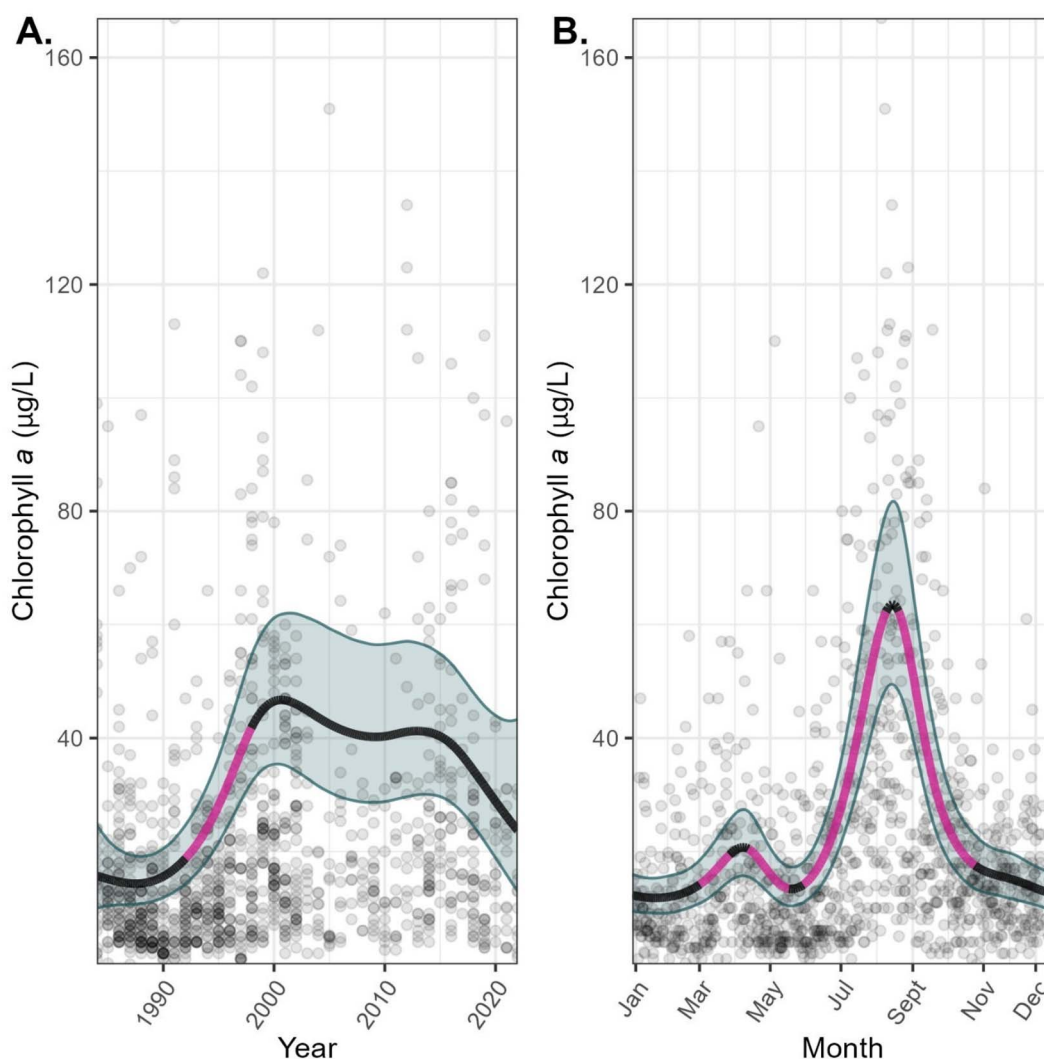 A.
160
120
80
40
Chlorophyll a (µg/L)
1990
2000
2010
2020
Year
B.
160
120
80
40
Chlorophyll a (µg/L)
Jan
Mar
May
Jul
Sept
Nov
Dec
Month